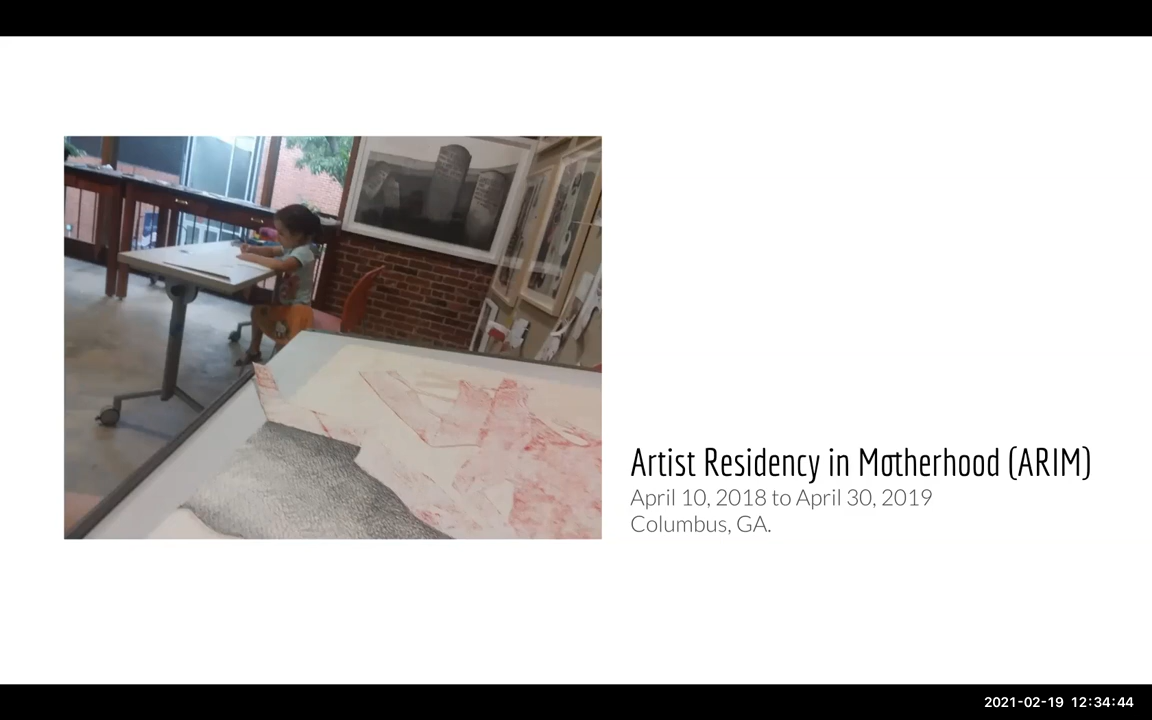 Artist Residency in Motherhood (ARIM)
April 10, 2018 to April 30, 2019
Columbus, GA.
2021-02-19 12:34:44